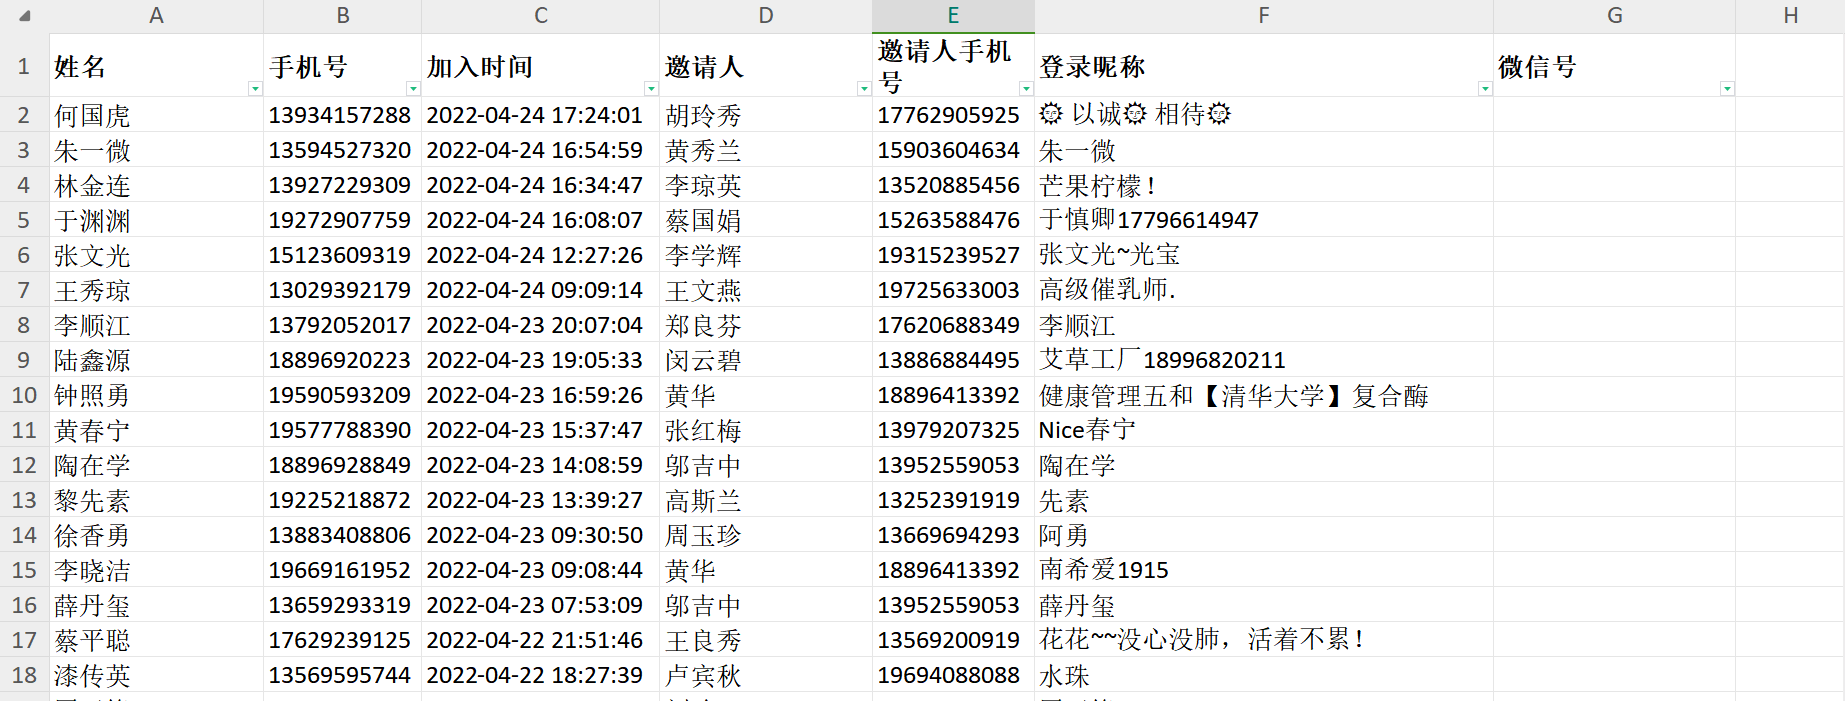 A B C D E F G H
1 姓名 手机号 加入时间 邀请人 邀请人手机号 登录昵称 微信号
2 何国虎 13934157288 2022-04-24 17:24:01 胡玲秀 17762905925 以诚 相待
3 朱一微 13594527320 2022-04-24 16:54:59 黄秀兰 15903604634 朱一微
4 林金连 13927229309 2022-04-24 16:34:47 李琼英 13520885456 芒果柠檬！
5 于渊渊 19272907759 2022-04-24 16:08:07 蔡国娟 15263588476 于慎卿17796614947
6 张文光 15123609319 2022-04-24 12:27:26 李学辉 19315239527 张文光~光宝
7 王秀琼 13029392179 2022-04-24 09:09:14 王文燕 19725633003 高级催乳师.
8 李顺江 13792052017 2022-04-23 20:07:04 郑良芬 17620688349 李顺江
9 陆鑫源 18896920223 2022-04-23 19:05:33 闵云碧 13886884495 艾草工厂18996820211
10 钟照勇 19590593209 2022-04-23 16:59:26 黄华 18896413392 健康管理五和【清华大学】复合酶
11 黄春宁 19577788390 2022-04-23 15:37:47 张红梅 13979207325 Nice春宁
12 陶在学 18896928849 2022-04-23 14:08:59 邬吉中 13952559053 陶在学
13 黎先素 19225218872 2022-04-23 13:39:27 高斯兰 13252391919 先素
14 徐香勇 13883408806 2022-04-23 09:30:50 周玉珍 13669694293 阿勇
15 李晓洁 19669161952 2022-04-23 09:08:44 黄华 18896413392 南希爱1915
16 薛丹玺 13659293319 2022-04-23 07:53:09 邬吉中 13952559053 薛丹玺
17 蔡平聪 17629239125 2022-04-22 21:51:46 王良秀 13569200919 花花~~没心没肺，活着不累！
18 漆传英 13569595744 2022-04-22 18:27:39 卢宾秋 19694088088 水珠